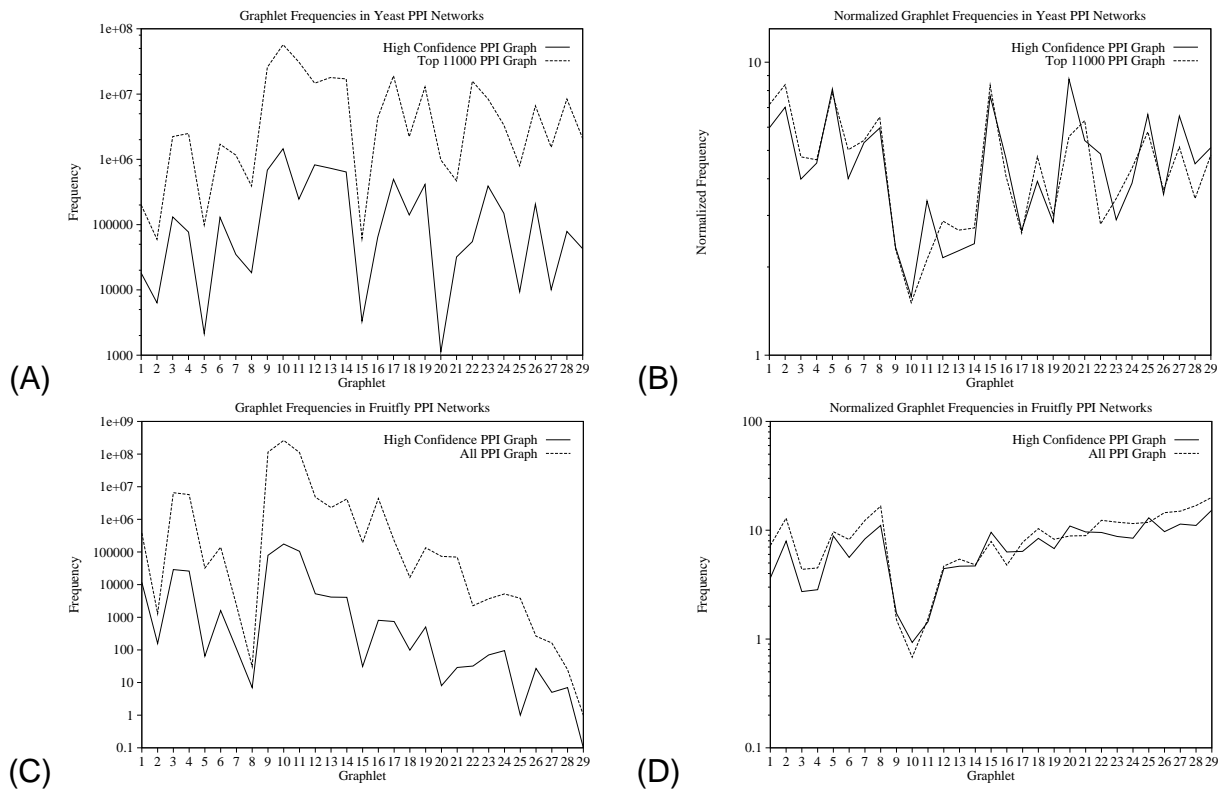 Graphlet Frequencies in Yeast PPI Networks
High Confidence PPI Graph
Top 11000 PPI Graph
1e+08
1e+07
1e+06
100000
10000
1000
Frequency
1 2 3 4 5 6 7 8 9 10 11 12 13 14 15 16 17 18 19 20 21 22 23 24 25 26 27 28 29
Graphlet
(A)
Normalized Graphlet Frequencies in Yeast PPI Networks
High Confidence PPI Graph
Top 11000 PPI Graph
10
1
Normalized Frequency
1 2 3 4 5 6 7 8 9 10 11 12 13 14 15 16 17 18 19 20 21 22 23 24 25 26 27 28 29
Graphlet
(B)
Graphlet Frequencies in Fruitfly PPI Networks
High Confidence PPI Graph
All PPI Graph
1e+09
1e+08
1e+07
1e+06
100000
10000
1000
100
10
1
0.1
Frequency
1 2 3 4 5 6 7 8 9 10 11 12 13 14 15 16 17 18 19 20 21 22 23 24 25 26 27 28 29
Graphlet
(C)
Normalized Graphlet Frequencies in Fruitfly PPI Networks
High Confidence PPI Graph
All PPI Graph
100
10
1
0.1
Frequency
1 2 3 4 5 6 7 8 9 10 11 12 13 14 15 16 17 18 19 20 21 22 23 24 25 26 27 28 29
Graphlet
(D)